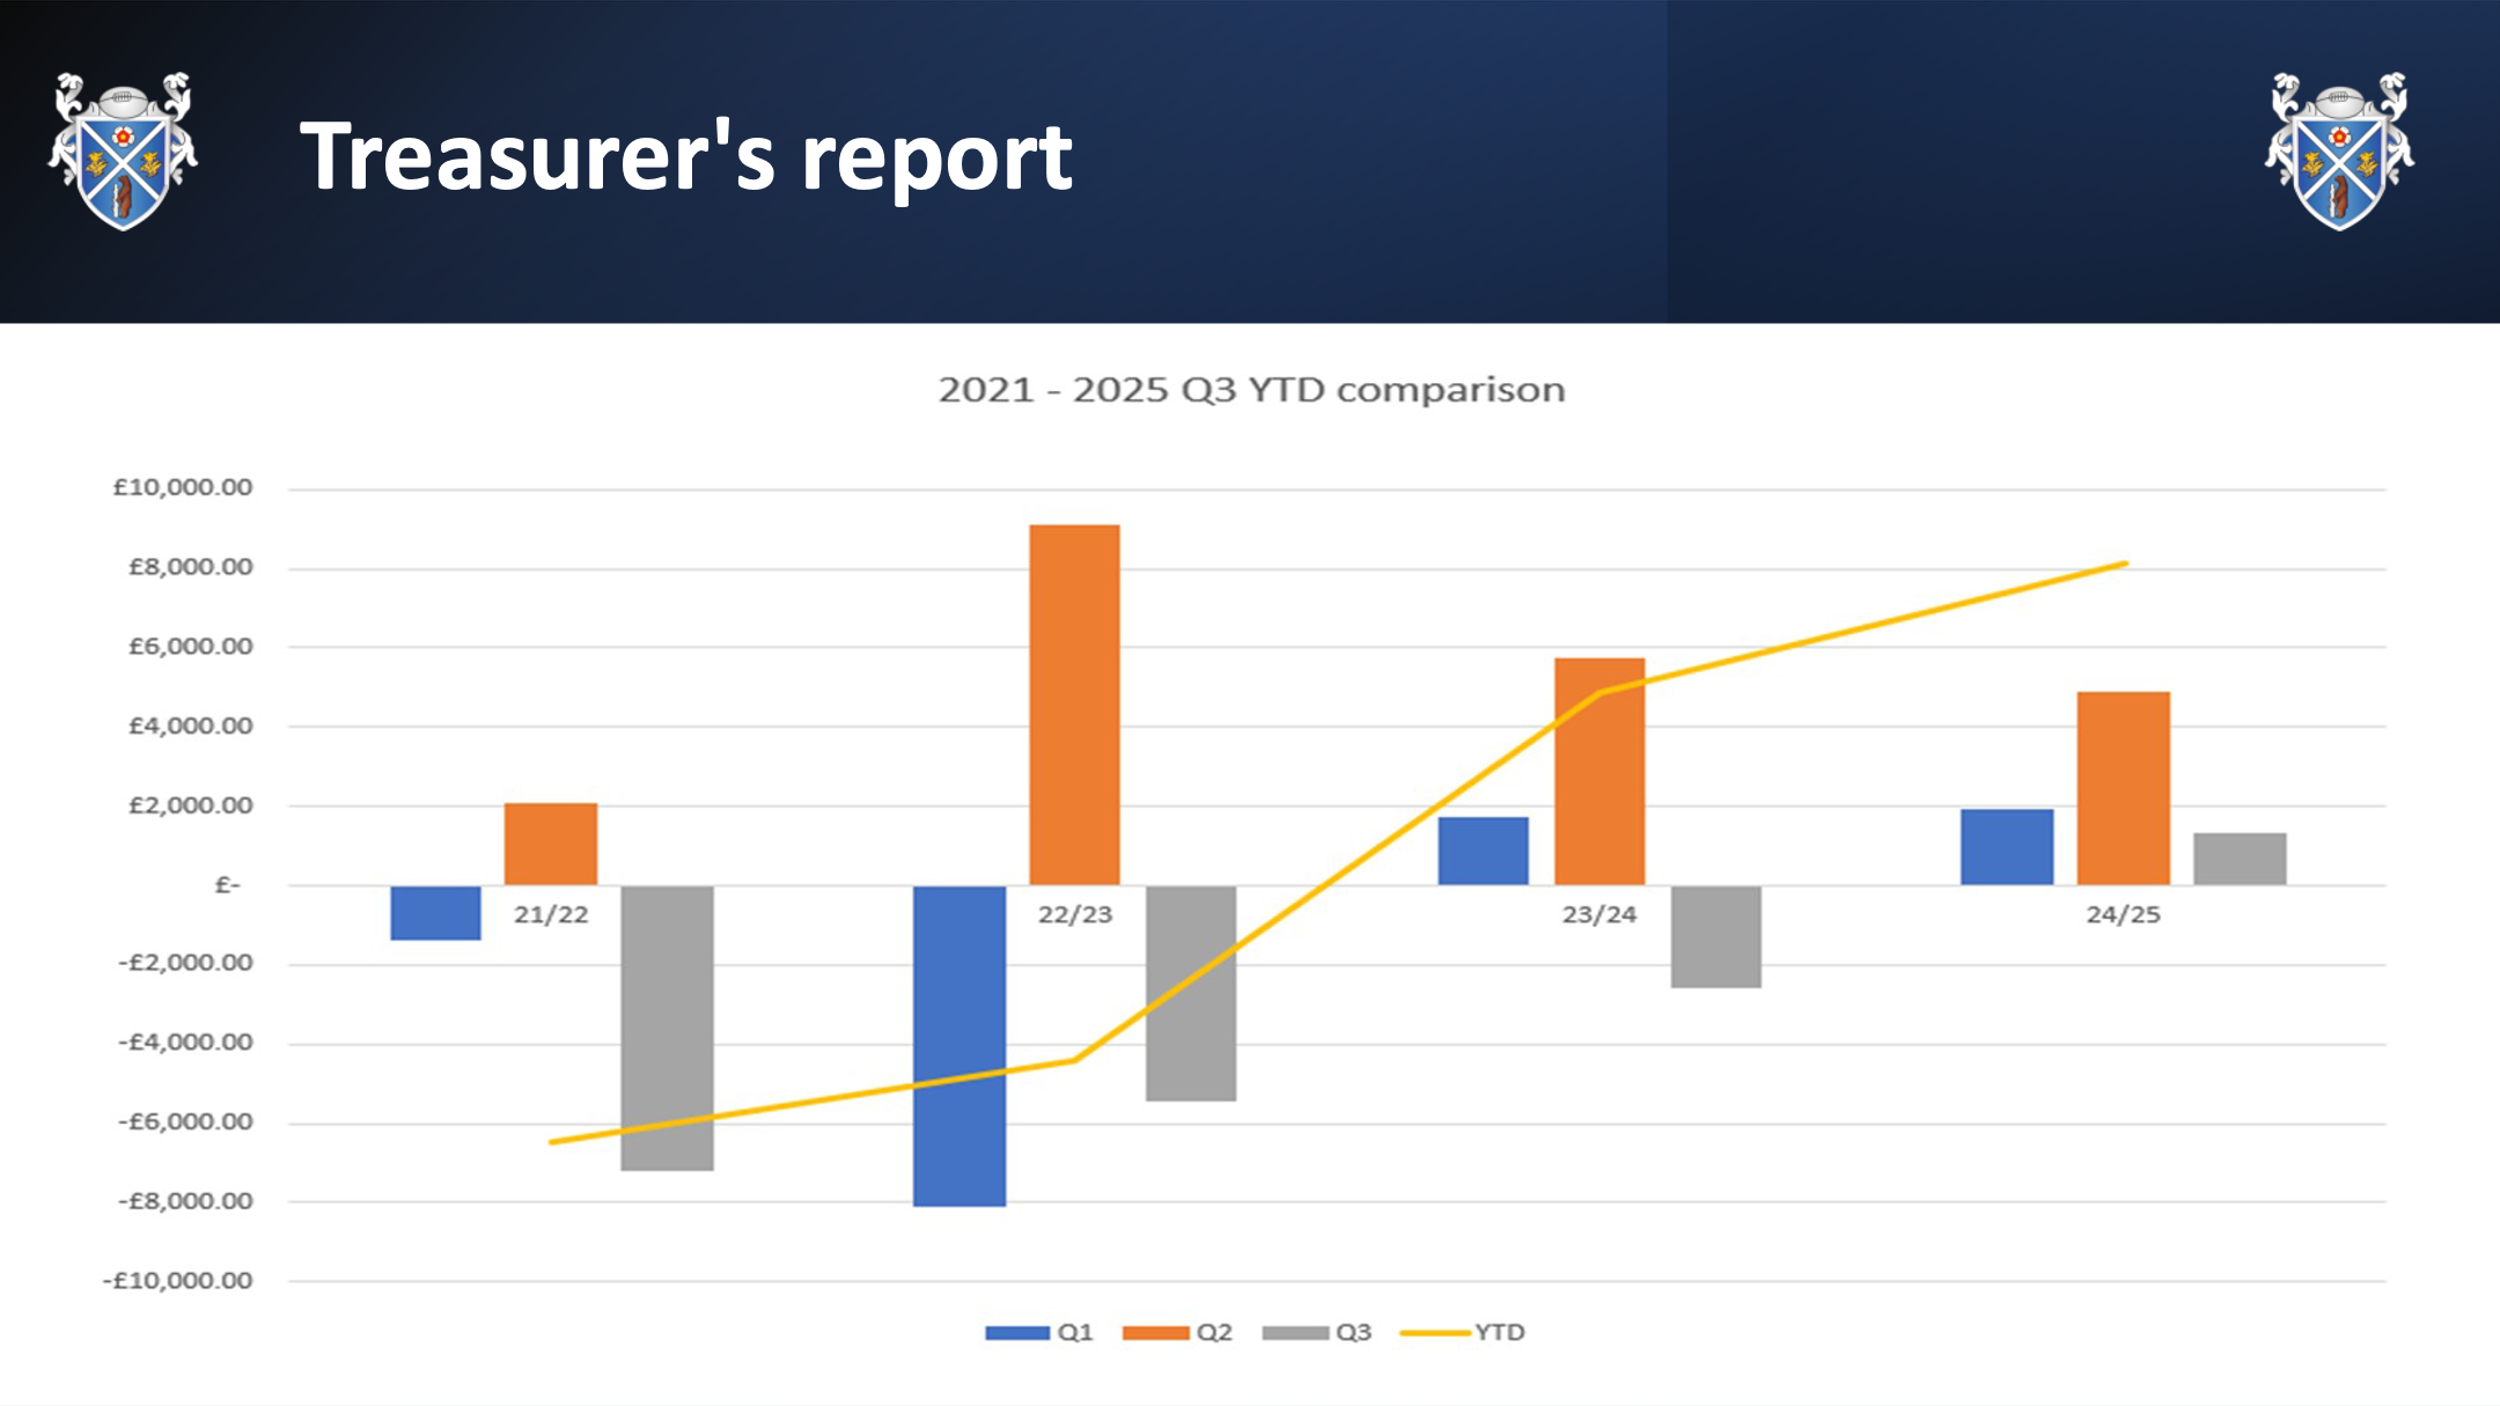 Treasurer's report
2021 - 2025 Q3 YTD comparison
£10,000.00
£8,000.00
£6,000.00
£4,000.00
£2,000.00
£-
-£2,000.00
-£4,000.00
-£6,000.00
-£8,000.00
-£10,000.00
21/22 22/23 23/24 24/25
Q1 Q2 Q3 YTD